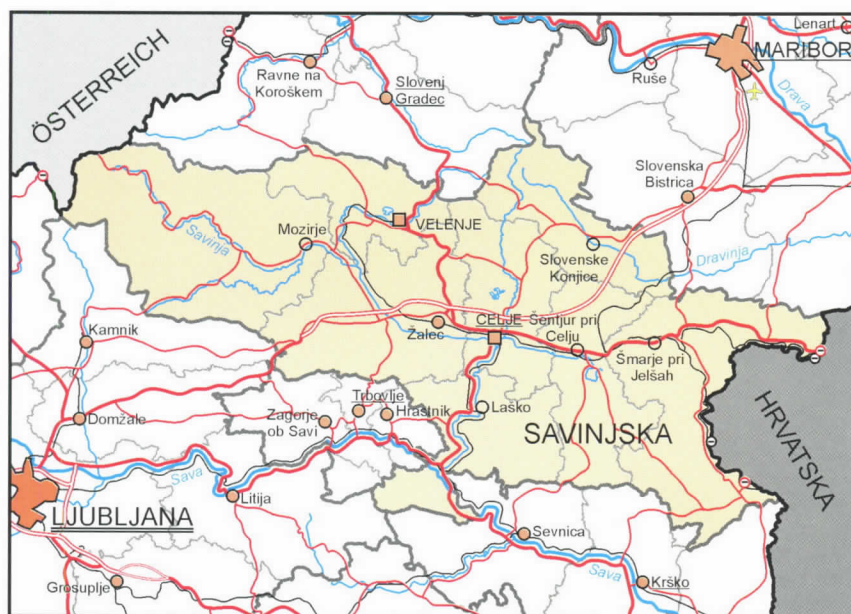 ÖSTERREICH
Ravne na
Koroškem
Slovenj
Gradec
Lenart
MARIBOR
Ruše
Drava
Slovenska
Bistrica
Savinja
Mozirje
VELENJE
Slovenske
Konjice
Dravinja
Kamnik
Žalec
CELJE
Šentjur pri
Celju
Šmarje pri
Jelšah
Domžale
Zagorje
ob Savi
Trbovlje
Hrastnik
Laško
SAVINJSKA
HRVATSKA
Sava
LJUBLJANA
Litija
Sevnica
Grosuplje
Sava
Krško